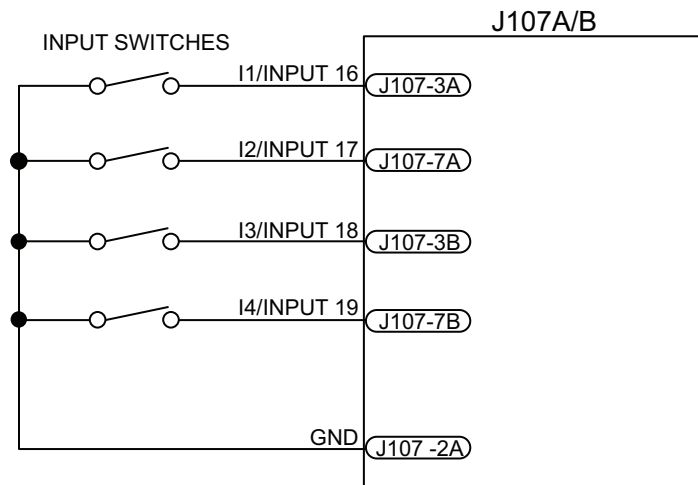 J107A/B
INPUT SWITCHES
I1/INPUT 16
J107-3A
I2/INPUT 17
J107-7A
I3/INPUT 18
J107-3B
I4/INPUT 19
J107-7B
GND
J107 -2A